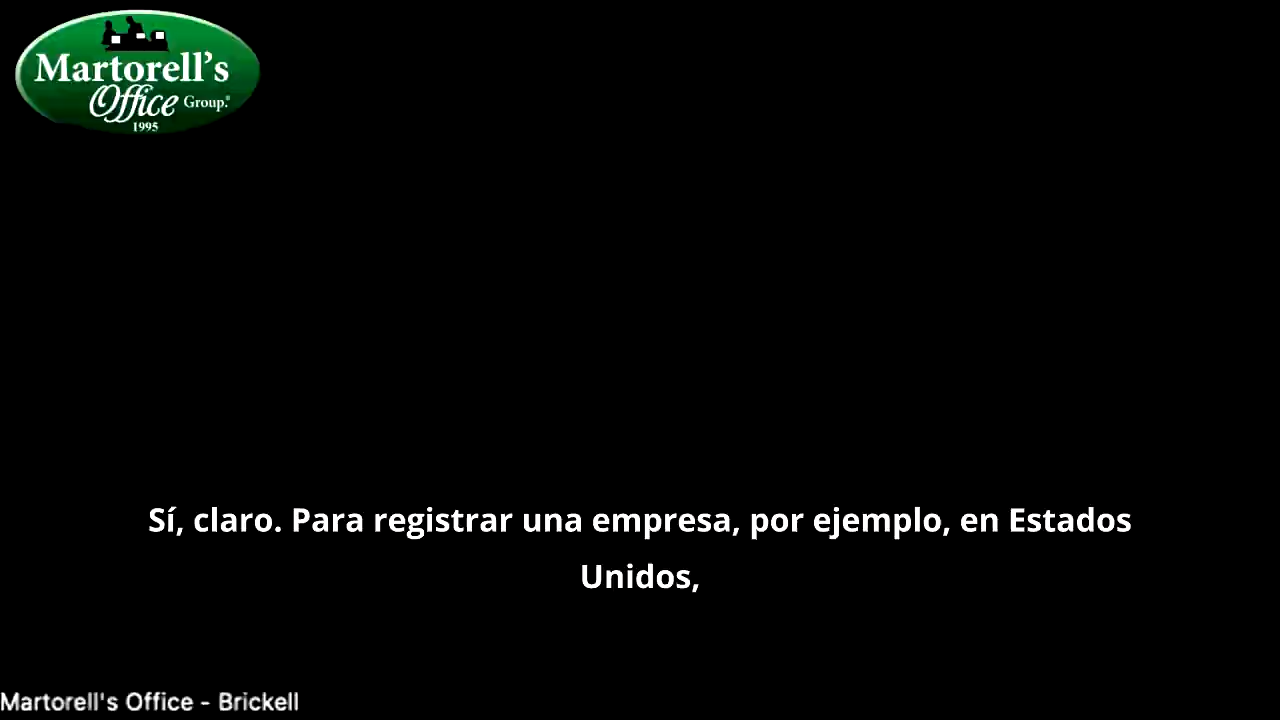 Martorell's
Office Group.®
1995
Sí, claro. Para registrar una empresa, por ejemplo, en Estados
Unidos,
Martorell's Office - Brickell